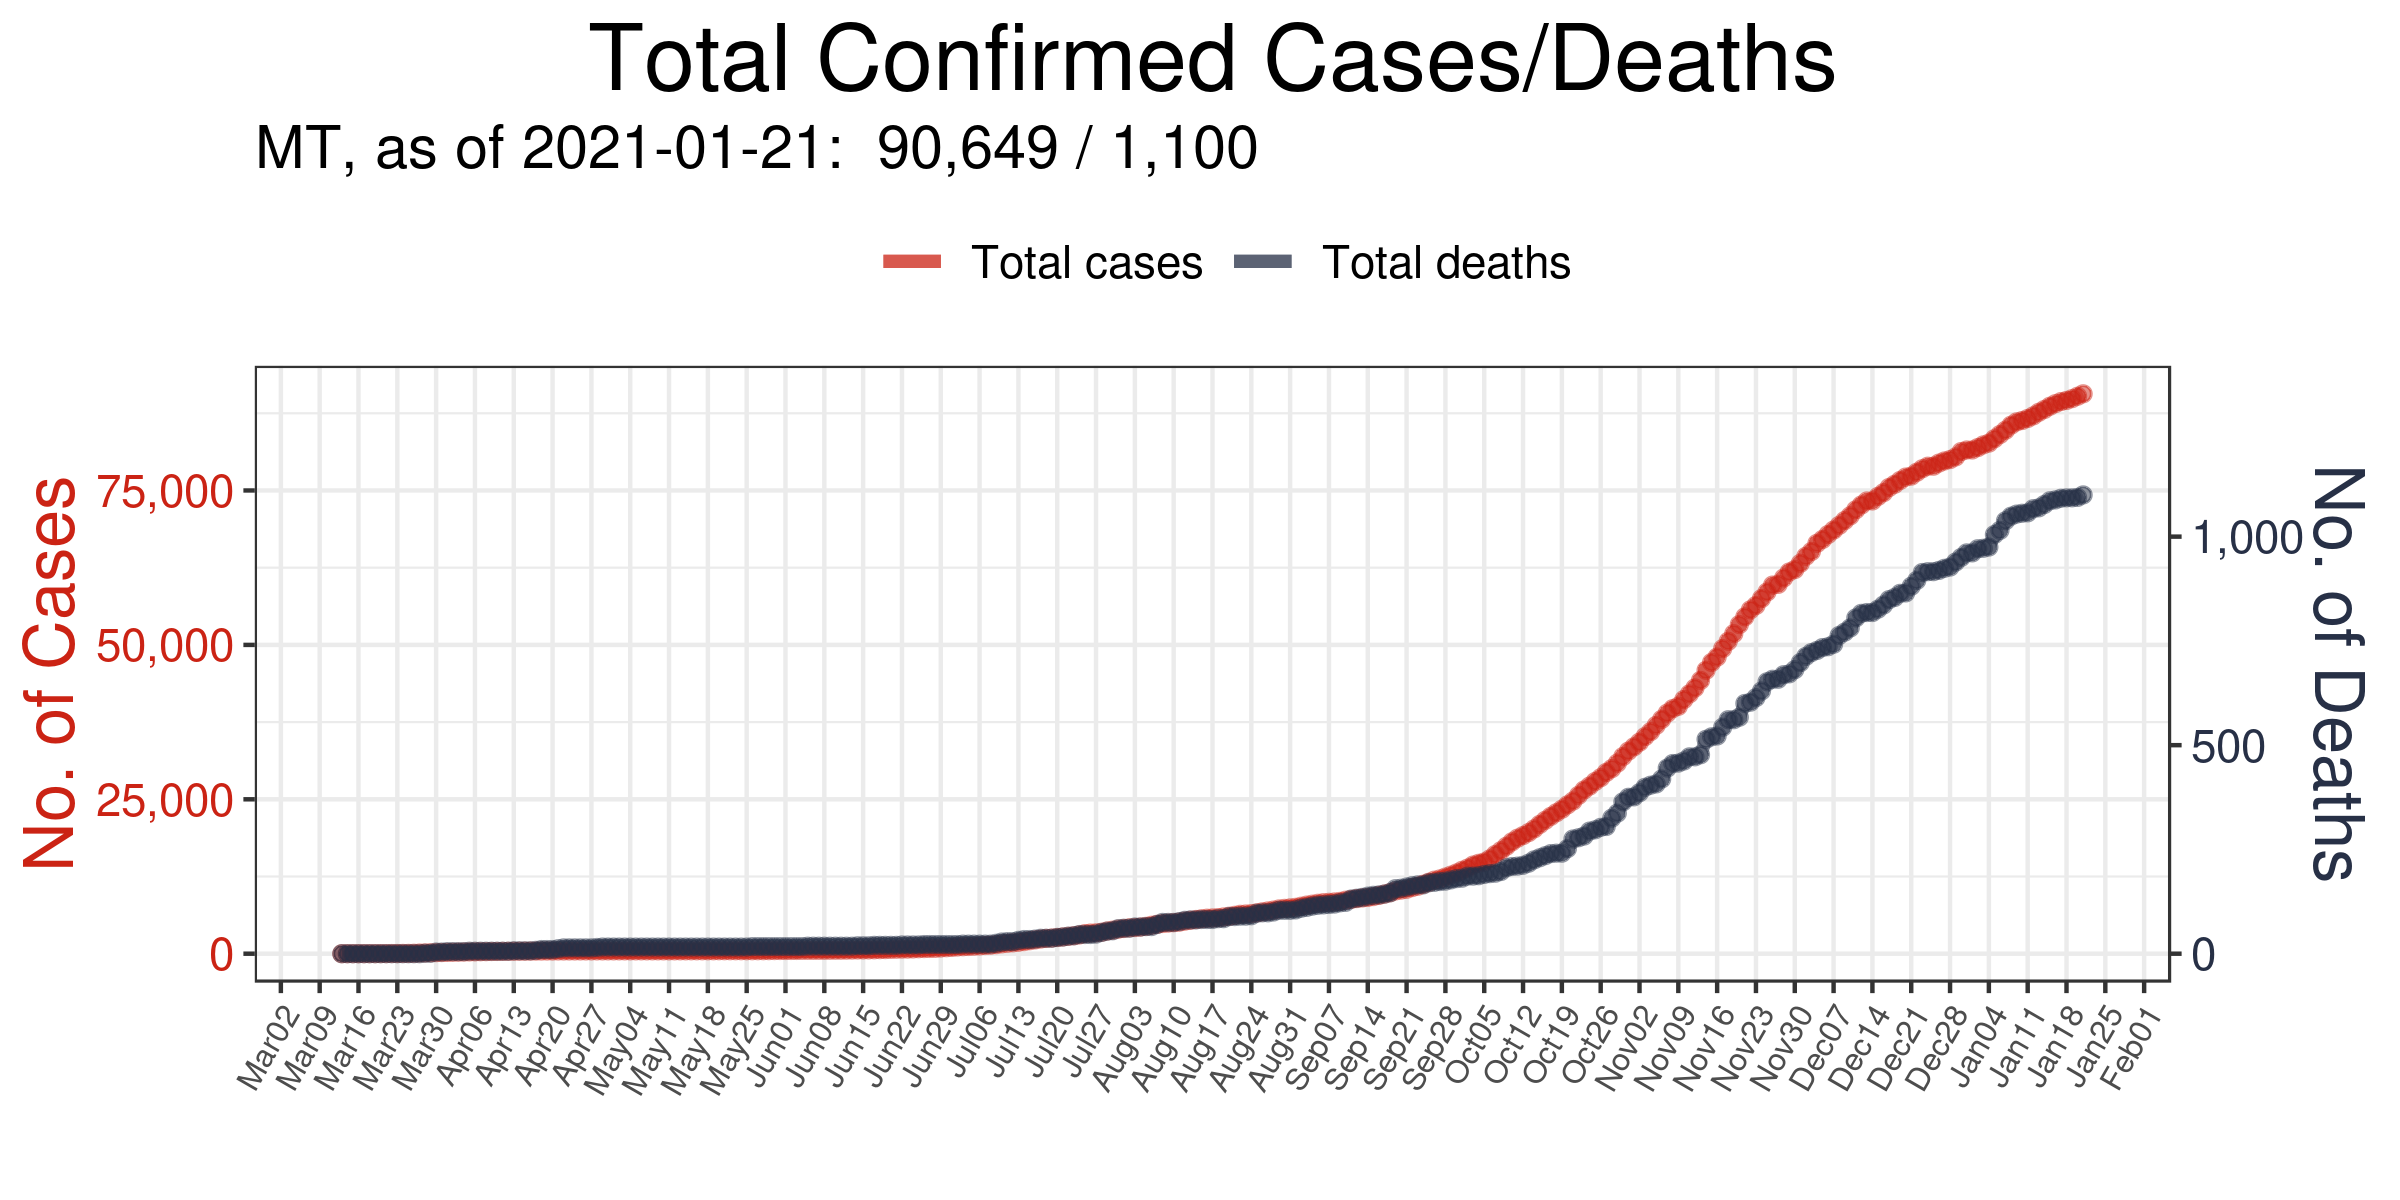 Total Confirmed Cases/Deaths
MT, as of 2021-01-21:  90,649 / 1,100
Total cases
Total deaths
No. of Cases
75,000
50,000
25,000
0
1,000
500
0
No. of Deaths
Mar02
Mar09
Mar16
Mar23
Mar30
Apr06
Apr13
Apr20
Apr27
May04
May11
May18
May25
Jun01
Jun08
Jun15
Jun22
Jun29
Jul06
Jul13
Jul20
Jul27
Aug03
Aug10
Aug17
Aug24
Aug31
Sep07
Sep14
Sep21
Sep28
Oct05
Oct12
Oct19
Oct26
Nov02
Nov09
Nov16
Nov23
Nov30
Dec07
Dec14
Dec21
Dec28
Jan04
Jan11
Jan18
Jan25
Feb01